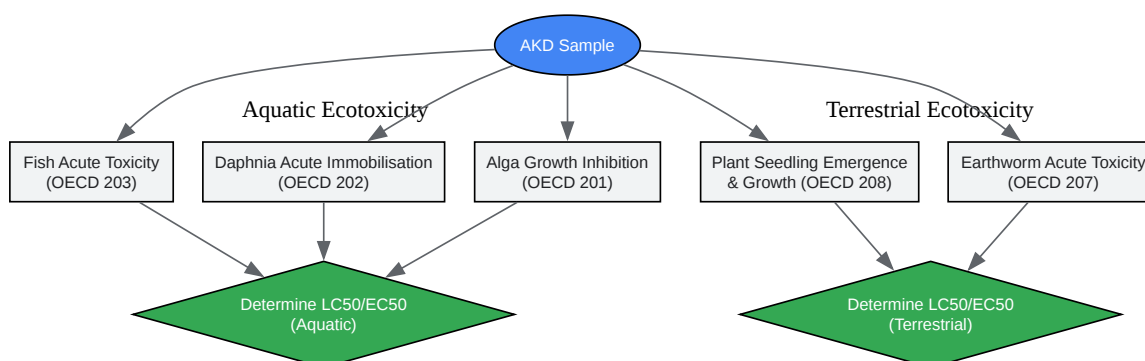 AKD Sample
Aquatic Ecotoxicity
Terrestrial Ecotoxicity
Fish Acute Toxicity
(OECD 203)
Daphnia Acute Immobilisation
(OECD 202)
Alga Growth Inhibition
(OECD 201)
Plant Seedling Emergence
& Growth (OECD 208)
Earthworm Acute Toxicity
(OECD 207)
Determine LC50/EC50
(Aquatic)
Determine LC50/EC50
(Terrestrial)